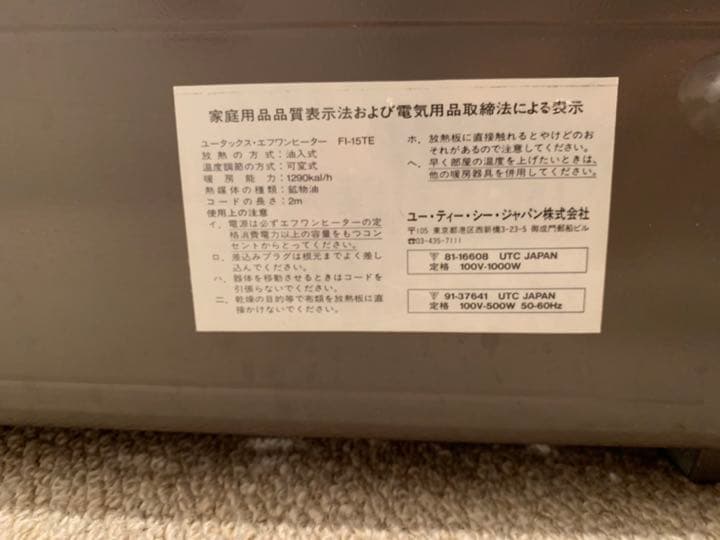 家庭用品品質表示法および電気用品取締法による表示
ユータックス・エフワンヒーター FI-15TE
放熱の方式：油入式
温度調節の方式：可変式
暖房能力：1290kal/h
熱媒体の種類：鉱物油
コードの長さ：2m
使用上の注意
イ．電源は必ずエフワンヒーターの定
格消費電力以上の容量をもつコン
セントからとってください。
ロ．差込みプラグは根元までよく差し
込んでください。
ハ．器体を移動させるときはコードを
引張らないでください。
ニ．乾燥の目的等で布類を放熱板に直
接かけないでください。
ホ．放熱板に直接触れるとやけどのお
それがあるので注意してください。
ヘ．早く部屋の温度を上げたいときは、
他の暖房器具を併用してください。
ユー・ティー・シー・ジャパン株式会社
〒105 東京都港区西新橋3-23-5 御成門郵船ビル
☎03-435-7111
〒 81-16608 UTC JAPAN
定格 100V-1000W
〒 91-37641 UTC JAPAN
定格 100V-500W 50-60Hz